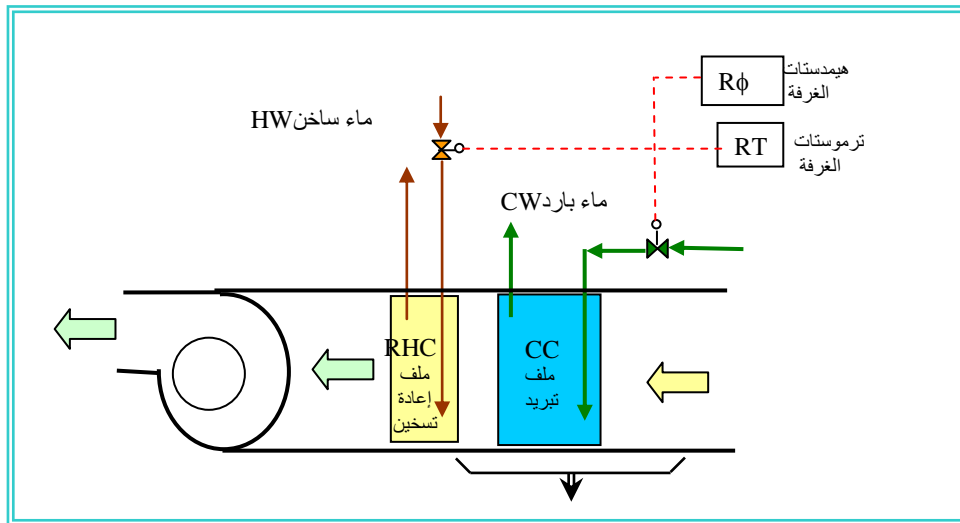 Rφ
هيمدستات
الغرفة
RT
ترموستات
الغرفة
ماء ساخنHW
ماء باردCW
RHC
ملف
إعادة
تسخين
CC
ملف
تبريد